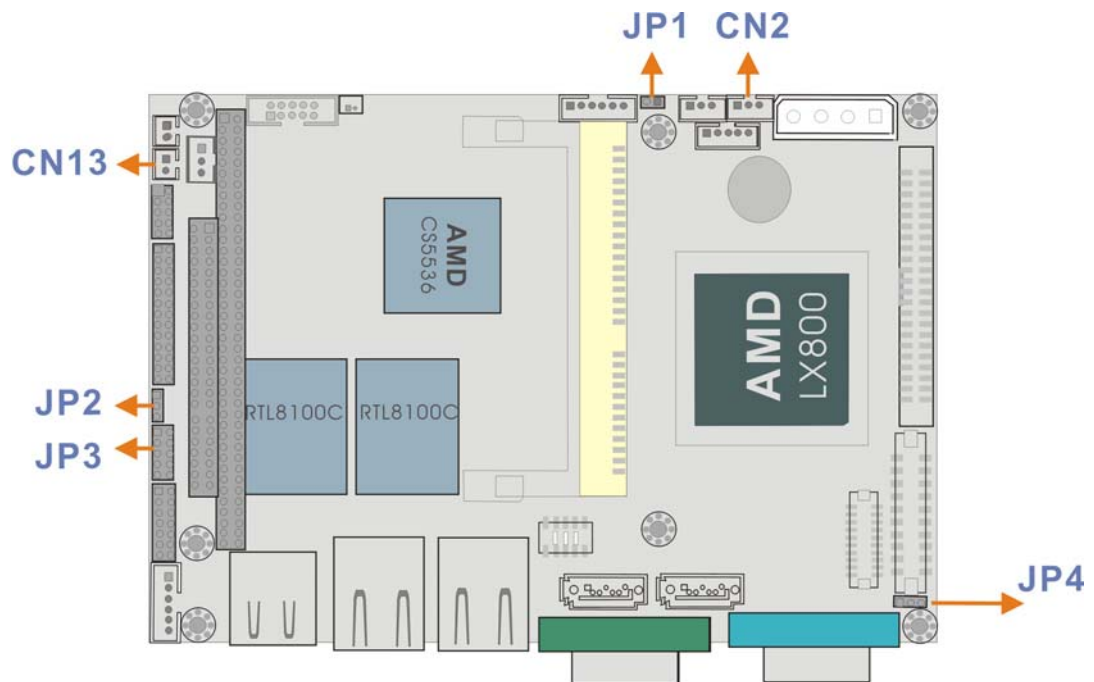 JP1 CN2
CN13
AMD
CS5536
AMD
LX800
JP2
RTL8100C RTL8100C
JP3
JP4